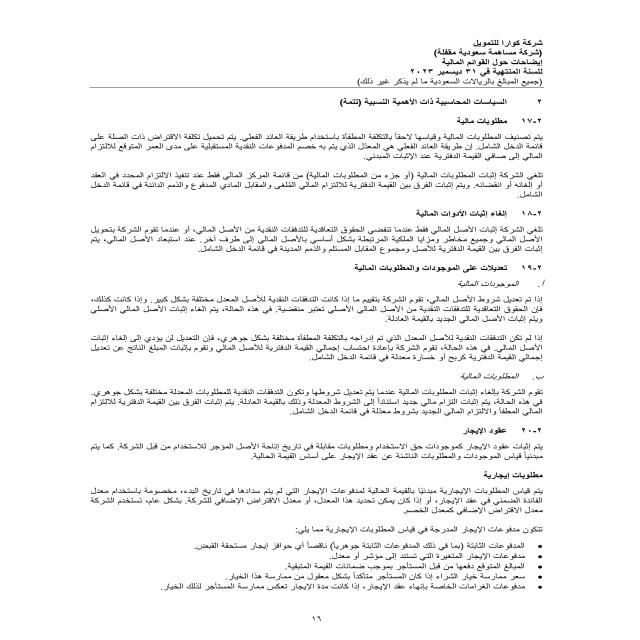 شركة كوارا للتمويل
(شركة مساهمة سعودية مقفلة)
إيضاحات حول القوائم المالية
للسنة المنتهية في ٣١ ديسمبر ٢٠٢٣
(جميع المبالغ بالريالات السعودية ما لم يذكر غير ذلك)
٢ السياسات المحاسبية ذات الأهمية النسبية (تتمة)
٢-١٧ مطلوبات مالية
يتم تصنيف المطلوبات المالية وقياسها لاحقاً بالتكلفة المطفأة باستخدام طريقة العائد الفعلي. يتم تحميل تكلفة الاقتراض ذات الصلة على
قائمة الدخل الشامل. إن طريقة العائد الفعلي هي المعدل الذي يتم به خصم المدفوعات النقدية المستقبلية على مدى العمر المتوقع للالتزام
المالي إلى صافي القيمة الدفترية عند الإثبات المبدئي.
تلغي الشركة إثبات المطلوبات المالية (أو جزء من المطلوبات المالية) من قائمة المركز المالي فقط عند تنفيذ الالتزام المحدد في العقد
أو إلغائه أو انقضائه. ويتم إثبات الفرق بين القيمة الدفترية للالتزام المالي المُلغى والمقابل المادي المدفوع والذمم الدائنة في قائمة الدخل
الشامل.
٢-١٨ إلغاء إثبات الأدوات المالية
تلغي الشركة إثبات الأصل المالي فقط عندما تنقضي الحقوق التعاقدية للتدفقات النقدية من الأصل المالي، أو عندما تقوم الشركة بتحويل
الأصل المالي وجميع مخاطر ومزايا الملكية المرتبطة بشكل أساسي بالأصل المالي إلى طرف آخر. عند استبعاد الأصل المالي، يتم
إثبات الفرق بين القيمة الدفترية للأصل ومجموع المقابل المستلم والذمم المدينة في قائمة الدخل الشامل.
٢-١٩ تعديلات على الموجودات والمطلوبات المالية
أ. الموجودات المالية
إذا تم تعديل شروط الأصل المالي، تقوم الشركة بتقييم ما إذا كانت التدفقات النقدية للأصل المعدل مختلفة بشكل كبير. وإذا كانت كذلك،
فإن الحقوق التعاقدية للتدفقات النقدية من الأصل المالي الأصلي تعتبر منقضية. في هذه الحالة، يتم الغاء إثبات الأصل المالي الأصلي
ويتم إثبات الأصل المالي الجديد بالقيمة العادلة.
إذا لم تكن التدفقات النقدية للأصل المعدل الذي تم إدراجه بالتكلفة المطفأة مختلفة بشكل جوهري، فإن التعديل لن يؤدي إلى إلغاء إثبات
الأصل المالي. في هذه الحالة، تقوم الشركة بإعادة احتساب إجمالي القيمة الدفترية للأصل المالي وتقوم بإثبات المبلغ الناتج عن تعديل
إجمالي القيمة الدفترية كربح أو خسارة معدلة في قائمة الدخل الشامل.
ب. المطلوبات المالية
تقوم الشركة بإلغاء إثبات المطلوبات المالية عندما يتم تعديل شروطها وتكون التدفقات النقدية للمطلوبات المعدلة مختلفة بشكل جوهري.
في هذه الحالة، يتم إثبات التزام مالي جديد استناداً إلى الشروط المعدلة وذلك بالقيمة العادلة. يتم إثبات الفرق بين القيمة الدفترية للالتزام
المالي المطفأ والالتزام المالي الجديد بشروط معدّلة في قائمة الدخل الشامل.
٢-٢٠ عقود الإيجار
يتم إثبات عقود الإيجار كموجودات حق الاستخدام ومطلوبات مقابلة في تاريخ إتاحة الأصل المؤجر للاستخدام من قبل الشركة. كما يتم
مبدئياً قياس الموجودات والمطلوبات الناشئة عن عقد الإيجار على أساس القيمة الحالية.
مطلوبات إيجارية
يتم قياس المطلوبات الإيجارية مبدئيًا بالقيمة الحالية لمدفوعات الإيجار التي لم يتم سدادها في تاريخ البدء، مخصومة باستخدام معدل
الفائدة الضمني في عقد الإيجار، أو إذا كان يمكن تحديد هذا المعدل، أو معدل الاقتراض الإضافي للشركة. بشكل عام، تستخدم الشركة
معدل الاقتراض الإضافي كمعدل الخصم.
تتكون مدفوعات الإيجار المدرجة في قياس المطلوبات الإيجارية مما يلي:
• المدفوعات الثابتة (بما في ذلك المدفوعات الثابتة جوهرياً) ناقصاً أي حوافز إيجار مستحقة القبض.
• مدفوعات الإيجار المتغيرة التي تستند إلى مؤشر أو معدل.
• المبالغ المتوقع دفعها من قبل المستأجر بموجب ضمانات القيمة المتبقية.
• سعر ممارسة خيار الشراء إذا كان المستأجر متأكداً بشكل معقول من ممارسة هذا الخيار.
• مدفوعات الغرامات الخاصة بإنهاء عقد الإيجار، إذا كانت مدة الإيجار تعكس ممارسة المستأجر لذلك الخيار.
١٦